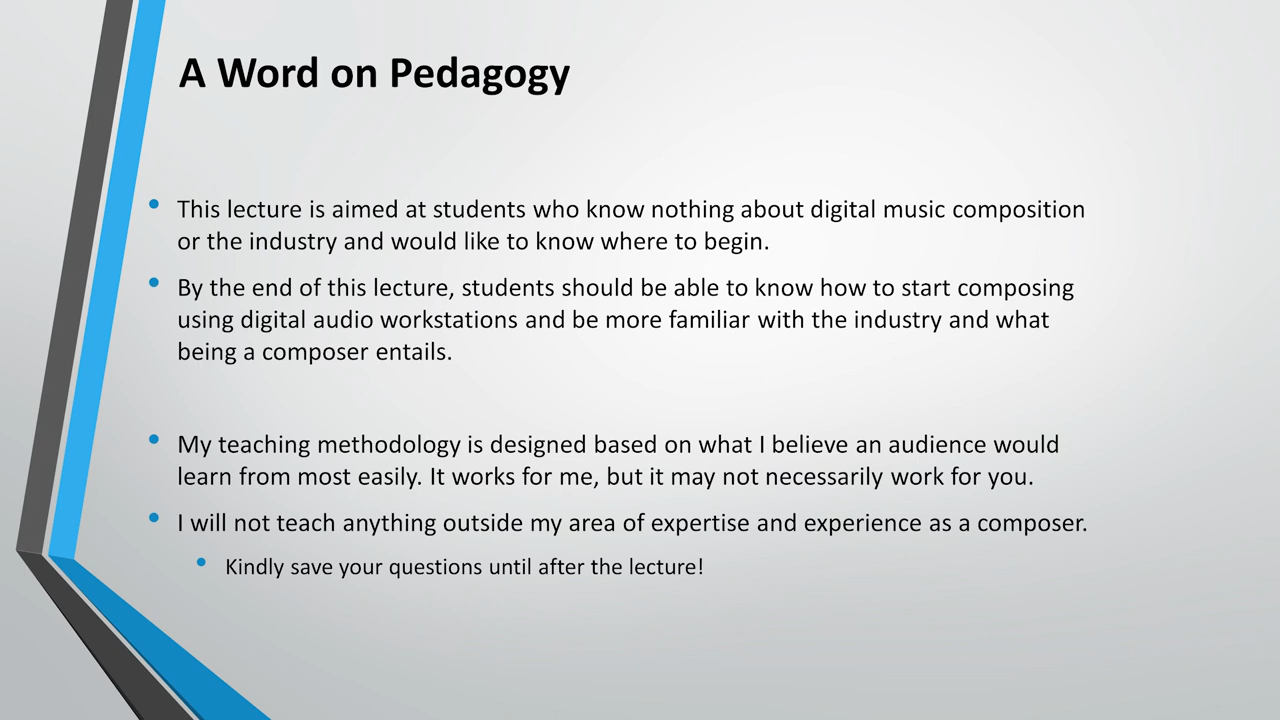 A Word on Pedagogy
This lecture is aimed at students who know nothing about digital music composition
or the industry and would like to know where to begin.
By the end of this lecture, students should be able to know how to start composing
using digital audio workstations and be more familiar with the industry and what
being a composer entails.
My teaching methodology is designed based on what I believe an audience would
learn from most easily. It works for me, but it may not necessarily work for you.
I will not teach anything outside my area of expertise and experience as a composer.
Kindly save your questions until after the lecture!